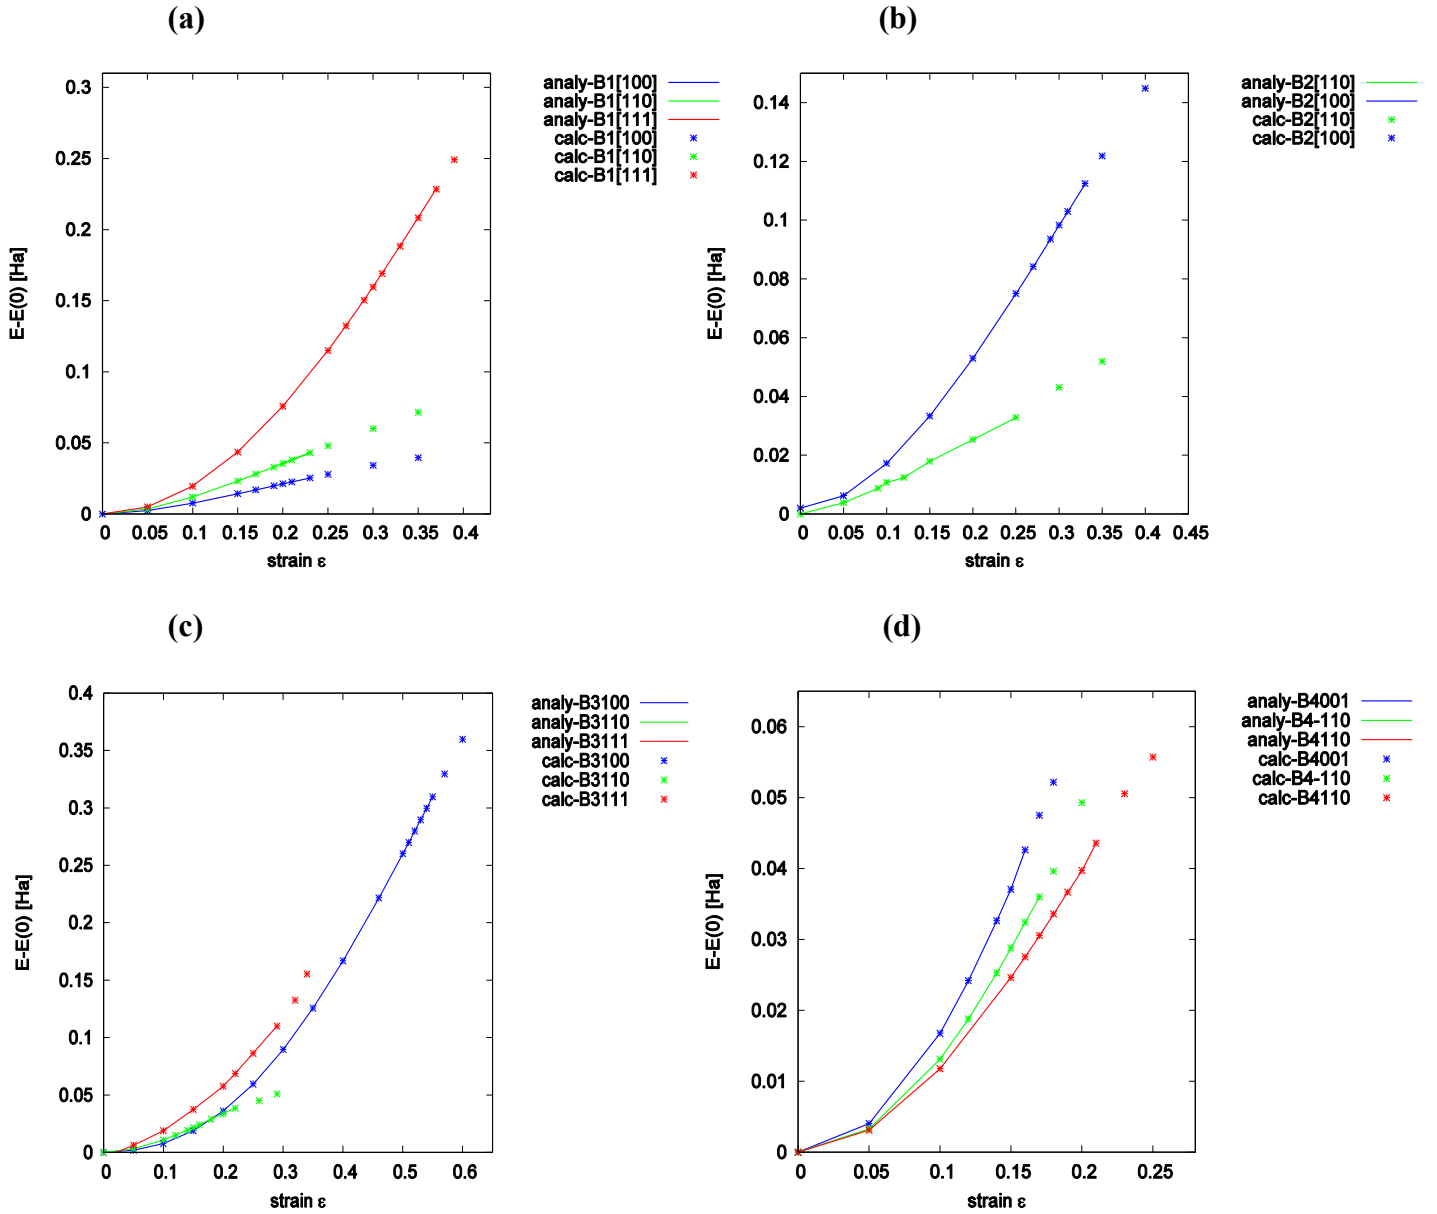 (a)
E-E(0) [Ha]
0.3
0.25
0.2
0.15
0.1
0.05
0
0 0.05 0.1 0.15 0.2 0.25 0.3 0.35 0.4
strain ε
analy-B1[100]
analy-B1[110]
analy-B1[111]
calc-B1[100]
calc-B1[110]
calc-B1[111]
(b)
E-E(0) [Ha]
0.14
0.12
0.1
0.08
0.06
0.04
0.02
0
0 0.05 0.1 0.15 0.2 0.25 0.3 0.35 0.4 0.45
strain ε
analy-B2[110]
analy-B2[100]
calc-B2[110]
calc-B2[100]
(c)
E-E(0) [Ha]
0.4
0.35
0.3
0.25
0.2
0.15
0.1
0.05
0
0 0.1 0.2 0.3 0.4 0.5 0.6
strain ε
analy-B3100
analy-B3110
analy-B3111
calc-B3100
calc-B3110
calc-B3111
(d)
E-E(0) [Ha]
0.06
0.05
0.04
0.03
0.02
0.01
0
0 0.05 0.1 0.15 0.2 0.25
strain ε
analy-B4001
analy-B4-110
analy-B4110
calc-B4001
calc-B4-110
calc-B4110